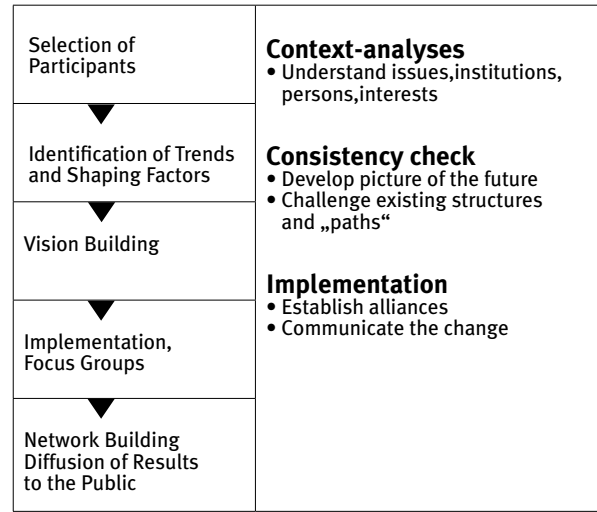 Selection of
Participants
Identification of Trends
and Shaping Factors
Vision Building
Implementation,
Focus Groups
Network Building
Diffusion of Results
to the Public
Context-analyses
• Understand issues,institutions,
persons,interests
Consistency check
• Develop picture of the future
• Challenge existing structures
and „paths“
Implementation
• Establish alliances
• Communicate the change